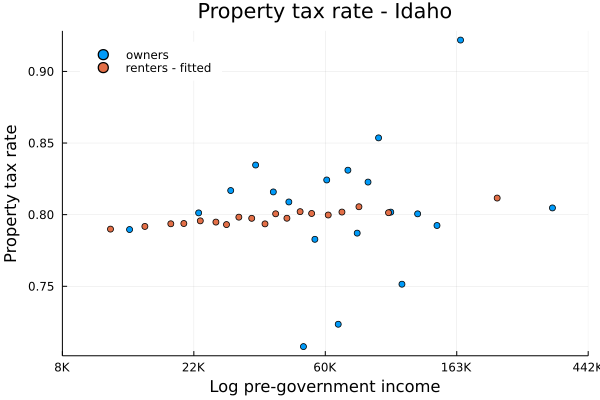 Property tax rate - Idaho
owners
renters - fitted
0.90
0.85
0.80
0.75
Property tax rate
8K 22K 60K 163K 442K
Log pre-government income